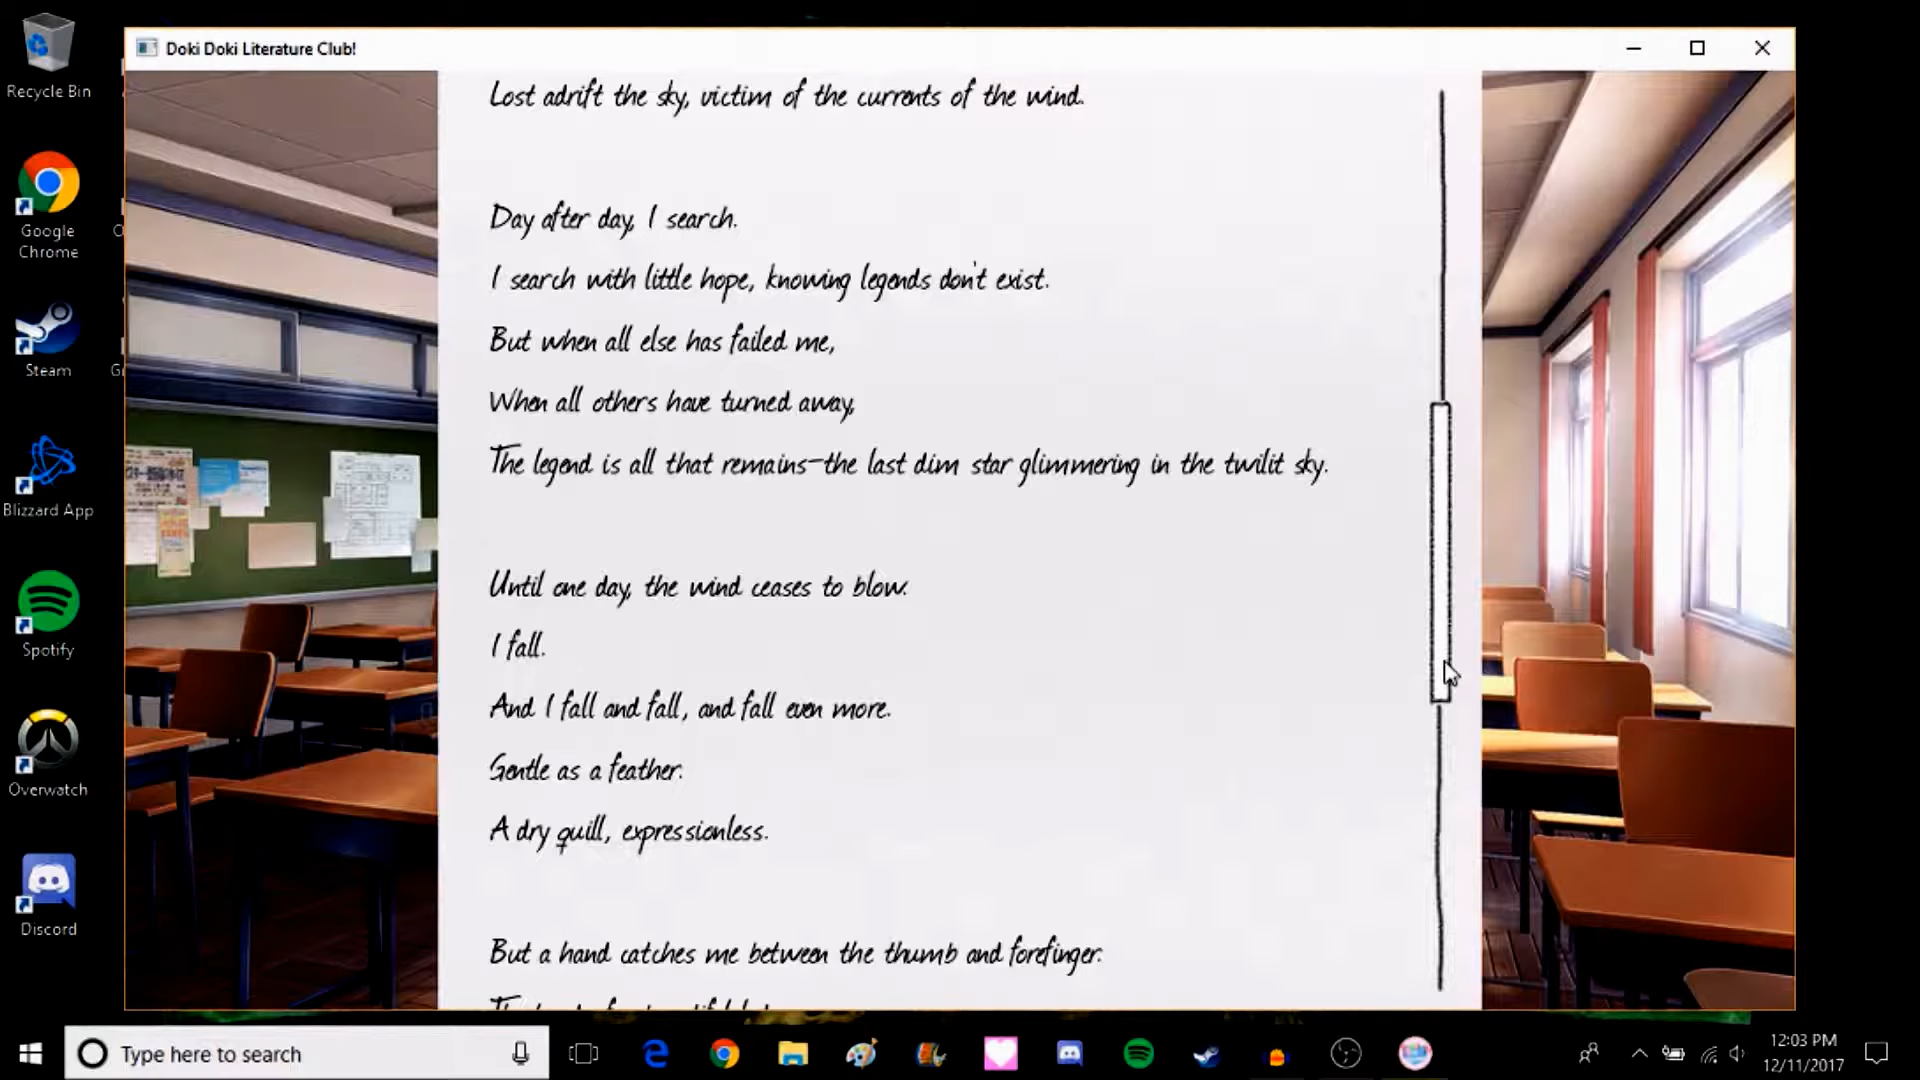 Doki Doki Literature Club!
Recycle Bin
Google
Chrome
Steam
Blizzard App
Spotify
Overwatch
Discord
Lost adrift the sky, victim of the currents of the wind.
Day after day, I search.
I search with little hope, knowing legends don't exist.
But when all else has failed me,
When all others have turned away,
The legend is all that remains—the last dim star glimmering in the twilit sky.
Until one day, the wind ceases to blow.
I fall.
And I fall and fall, and fall even more.
Gentle as a feather.
A dry quill, expressionless.
But a hand catches me between the thumb and forefinger.
Type here to search
12:03 PM
12/11/2017